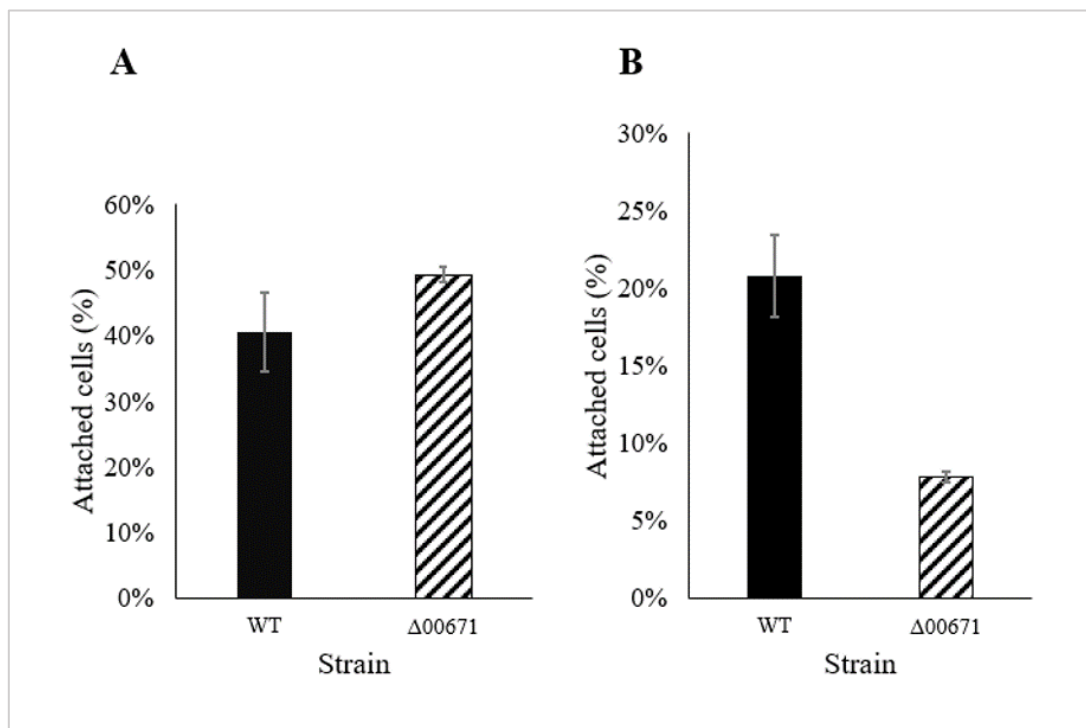 A
60%
50%
40%
30%
20%
10%
0%
Attached cells (%)
WT
Δ00671
Strain
B
30%
25%
20%
15%
10%
5%
0%
Attached cells (%)
WT
Δ00671
Strain